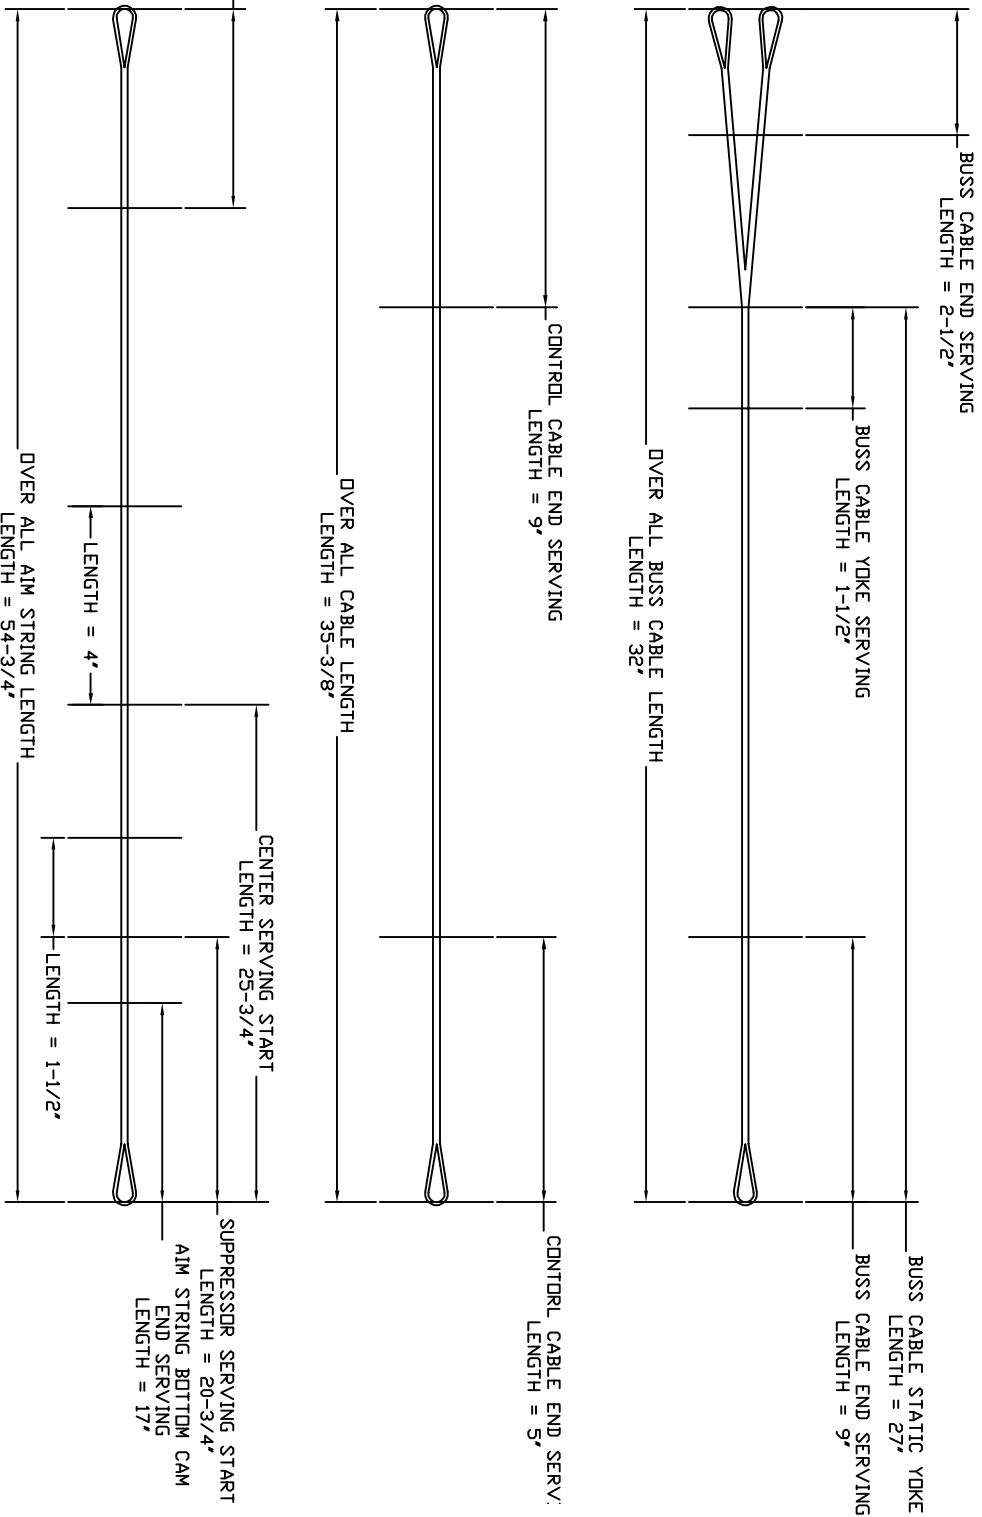 BUSS CABLE END SERVING
LENGTH = 2-1/2"
BUSS CABLE STATIC YOKE
LENGTH = 27"
BUSS CABLE YOKE SERVING
LENGTH = 1-1/2"
BUSS CABLE END SERVING
LENGTH = 9"
OVER ALL BUSS CABLE LENGTH
LENGTH = 32"
CONTROL CABLE END SERVING
LENGTH = 9"
CONTORL CABLE END SERV
LENGTH = 5"
OVER ALL CABLE LENGTH
LENGTH = 35-3/8"
CENTER SERVING START
LENGTH = 25-3/4"
SUPPRESSOR SERVING START
LENGTH = 20-3/4"
AIM STRING BOTTOM CAM
END SERVING
LENGTH = 17"
LENGTH = 4"
LENGTH = 1-1/2"
OVER ALL AIM STRING LENGTH
LENGTH = 54-3/4"